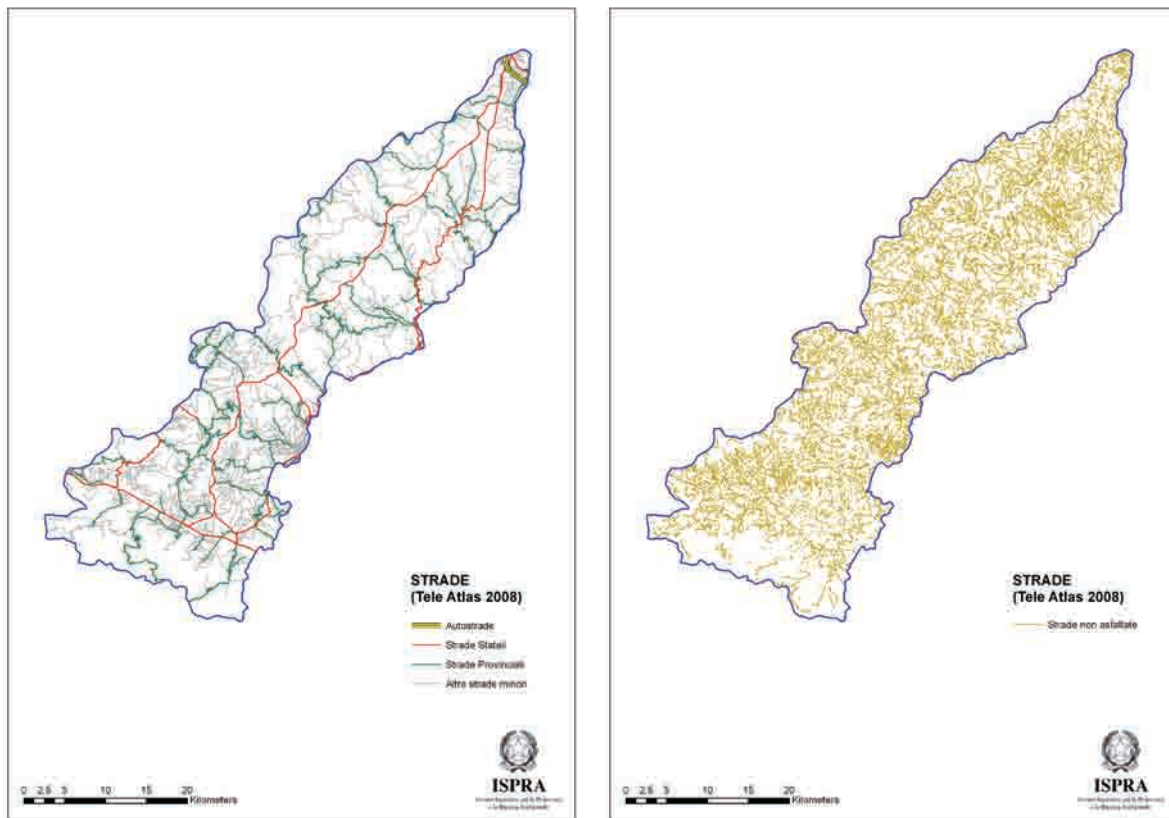 STRADE
(Tele Atlas 2008)
Autostrade
Strade Statali
Strade Provinciali
Altre strade minori
ISPRA
0 2,5 5 10 15 20
Kilometers
STRADE
(Tele Atlas 2008)
Strade non asfaltate
ISPRA
0 2,5 5 10 15 20
Kilometers